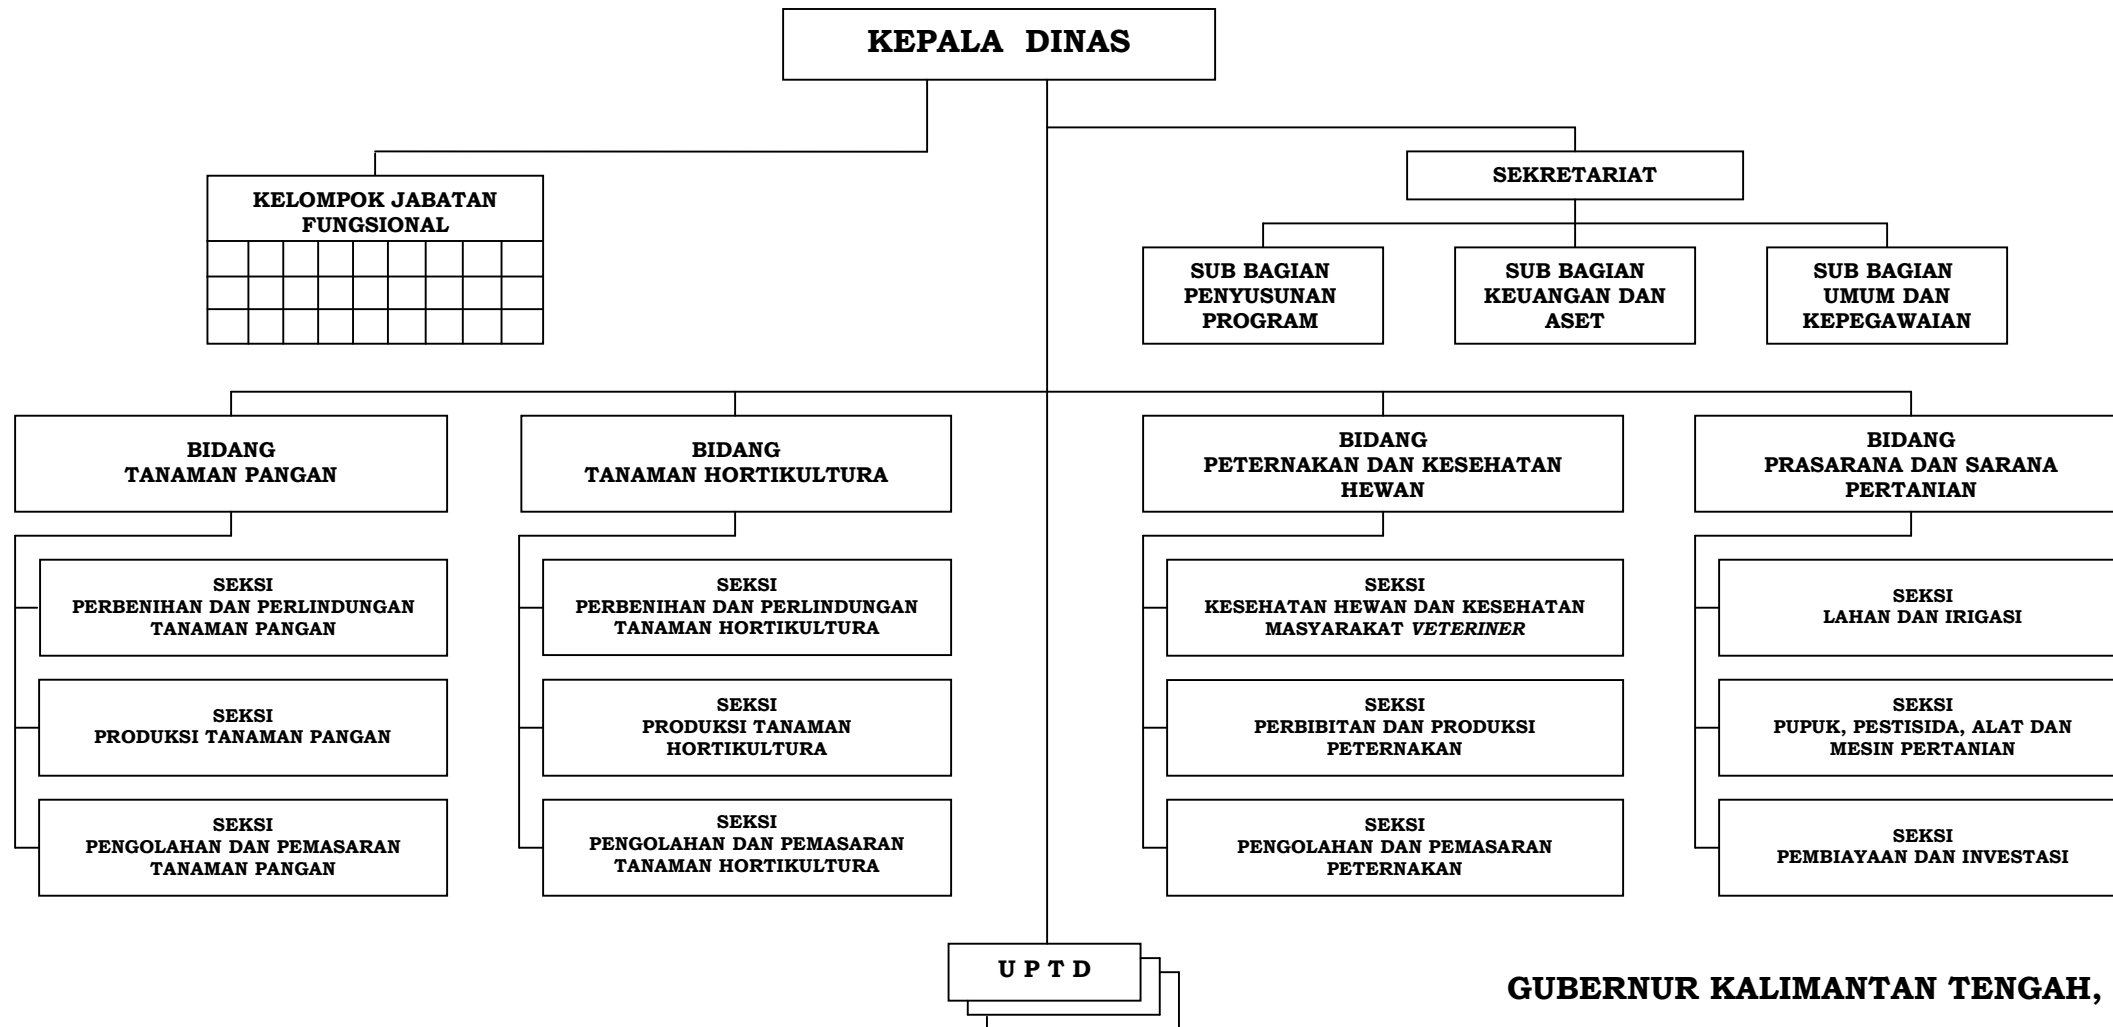 KEPALA DINAS
KELOMPOK JABATAN
FUNGSIONAL
SEKRETARIAT
SUB BAGIAN
PENYUSUNAN
PROGRAM
SUB BAGIAN
KEUANGAN DAN
ASET
SUB BAGIAN
UMUM DAN
KEPEGAWAIAN
BIDANG
TANAMAN PANGAN
BIDANG
TANAMAN HORTIKULTURA
BIDANG
PETERNAKAN DAN KESEHATAN
HEWAN
BIDANG
PRASARANA DAN SARANA
PERTANIAN
SEKSI
PERBENIHAN DAN PERLINDUNGAN
TANAMAN PANGAN
SEKSI
PERBENIHAN DAN PERLINDUNGAN
TANAMAN HORTIKULTURA
SEKSI
KESEHATAN HEWAN DAN KESEHATAN
MASYARAKAT VETERINER
SEKSI
LAHAN DAN IRIGASI
SEKSI
PRODUKSI TANAMAN PANGAN
SEKSI
PRODUKSI TANAMAN
HORTIKULTURA
SEKSI
PERBIBITAN DAN PRODUKSI
PETERNAKAN
SEKSI
PUPUK, PESTISIDA, ALAT DAN
MESIN PERTANIAN
SEKSI
PENGOLAHAN DAN PEMASARAN
TANAMAN PANGAN
SEKSI
PENGOLAHAN DAN PEMASARAN
TANAMAN HORTIKULTURA
SEKSI
PENGOLAHAN DAN PEMASARAN
PETERNAKAN
SEKSI
PEMBIAYAAN DAN INVESTASI
U P T D
GUBERNUR KALIMANTAN TENGAH,